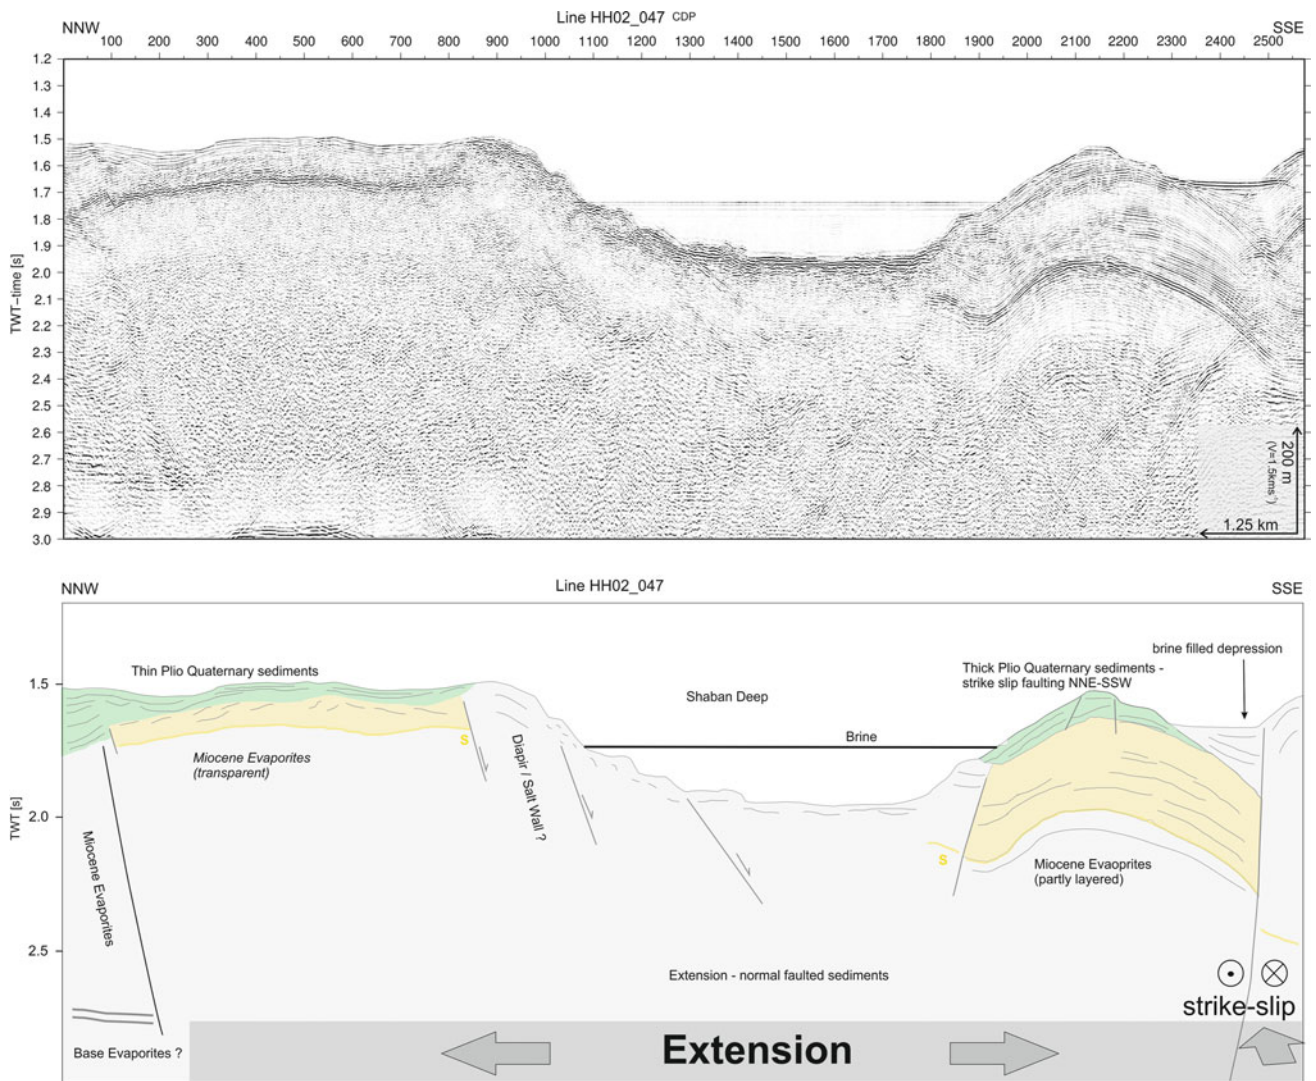 Line HH02_047 CDP
NNW
SSE
100 200 300 400 500 600 700 800 900 1000 1100 1200 1300 1400 1500 1600 1700 1800 1900 2000 2100 2200 2300 2400 2500
1.2
1.3
1.4
1.5
1.6
1.7
1.8
1.9
2.0
2.1
2.2
2.3
2.4
2.5
2.6
2.7
2.8
2.9
3.0
TWT-time [s]
200 m
(V=1.5kms⁻¹)
1.25 km
NNW
Line HH02_047
SSE
Thin Plio Quaternary sediments
brine filled depression
Thick Plio Quaternary sediments -
strike slip faulting NNE-SSW
1.5
Shaban Deep
Brine
S
Miocene Evaporites
(transparent)
Diapir / Salt Wall ?
2.0
TWT [s]
S
Miocene Evaoprites
(partly layered)
Miocene Evaporites
2.5
Extension - normal faulted sediments
strike-slip
Base Evaporites ?
Extension